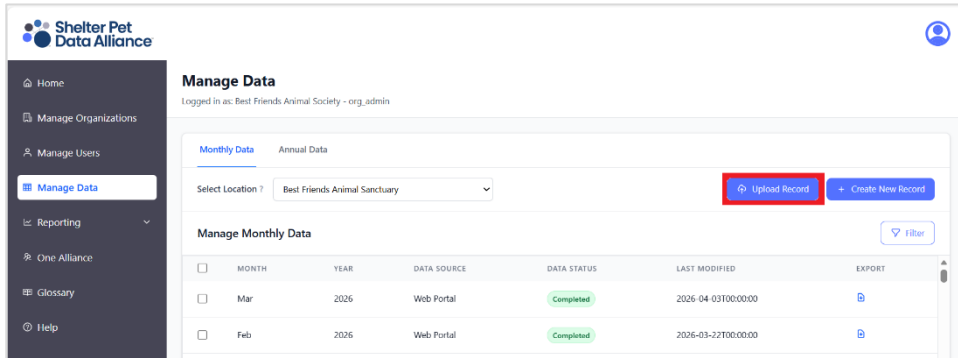 Shelter Pet
Data Alliance
Home
Manage Organizations
Manage Users
Manage Data
Reporting
One Alliance
Glossary
Help
Manage Data
Logged in as: Best Friends Animal Society - org_admin
Monthly Data Annual Data
Select Location ? Best Friends Animal Sanctuary Upload Record + Create New Record
Manage Monthly Data Filter
MONTH YEAR DATA SOURCE DATA STATUS LAST MODIFIED EXPORT
Mar 2026 Web Portal Completed 2026-04-03T00:00:00
Feb 2026 Web Portal Completed 2026-03-22T00:00:00